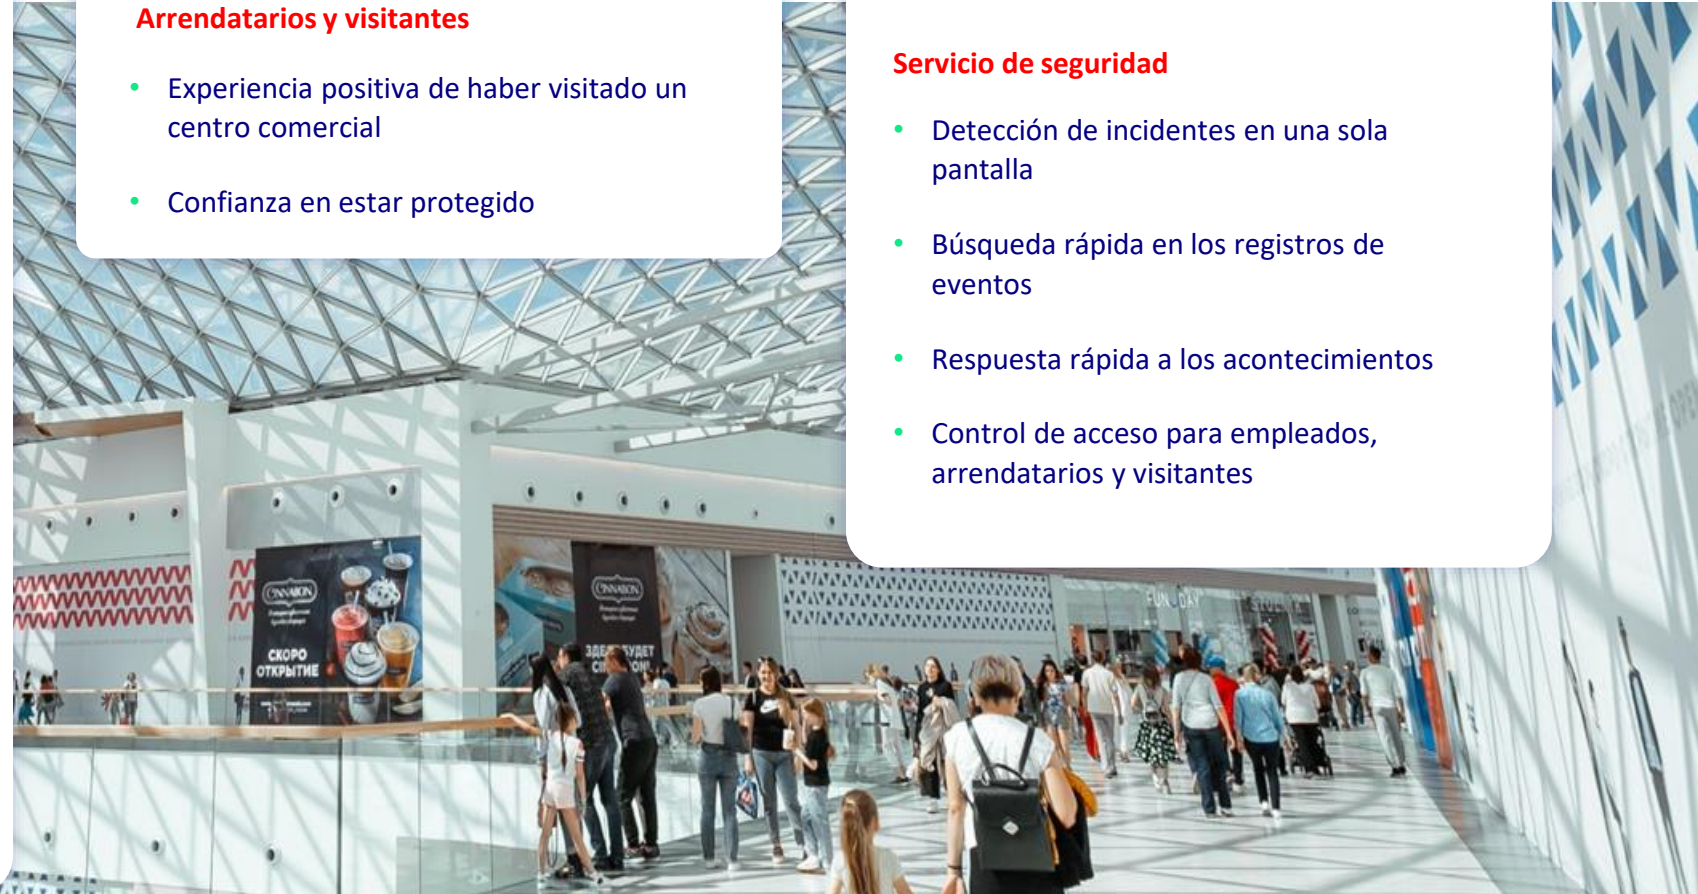 Arrendatarios y visitantes
• Experiencia positiva de haber visitado un
centro comercial
• Confianza en estar protegido
Servicio de seguridad
• Detección de incidentes en una sola
pantalla
• Búsqueda rápida en los registros de
eventos
• Respuesta rápida a los acontecimientos
• Control de acceso para empleados,
arrendatarios y visitantes
CINNABON
СКОРО
ОТКРЫТИЕ
CINNABON
FUN DAY